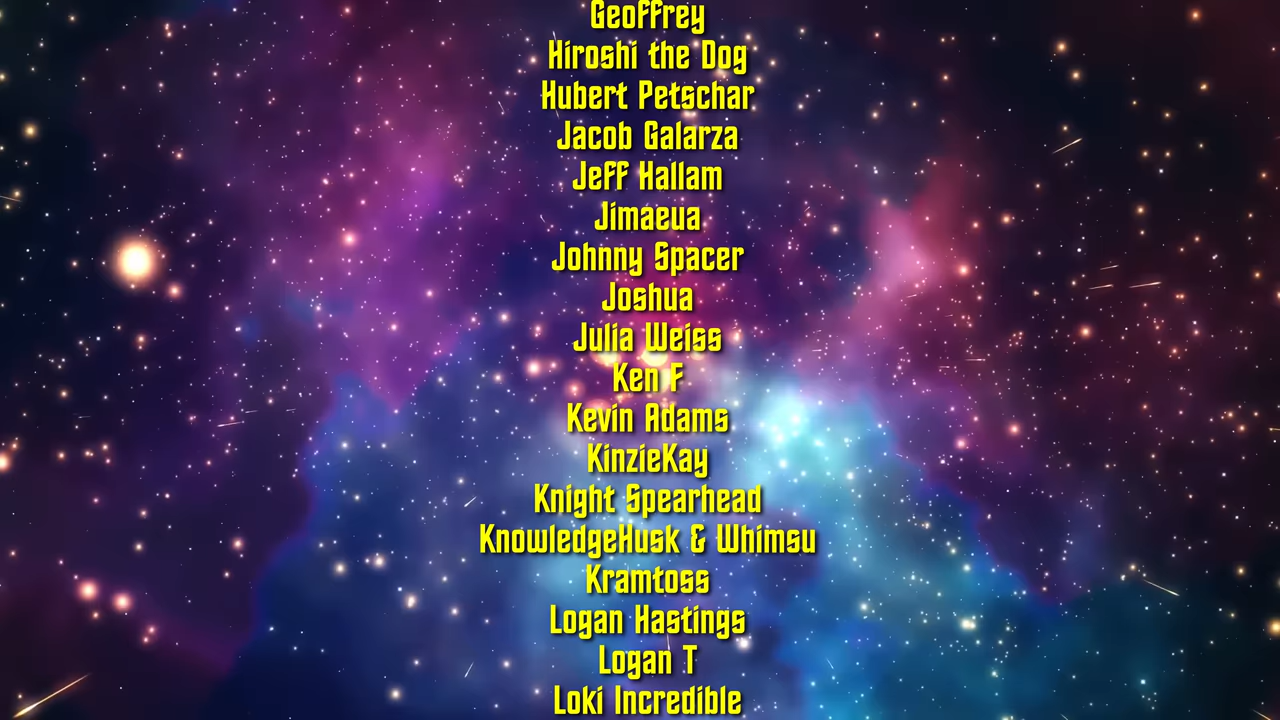 Geoffrey
Hiroshi the Dog
Hubert Petschar
Jacob Galarza
Jeff Hallam
Jimaeua
Johnny Spacer
Joshua
Julia Weiss
Ken F
Kevin Adams
KinzieKay
Knight Spearhead
KnowledgeHusk & Whimsu
Kramtoss
Logan Hastings
Logan T
Loki Incredible